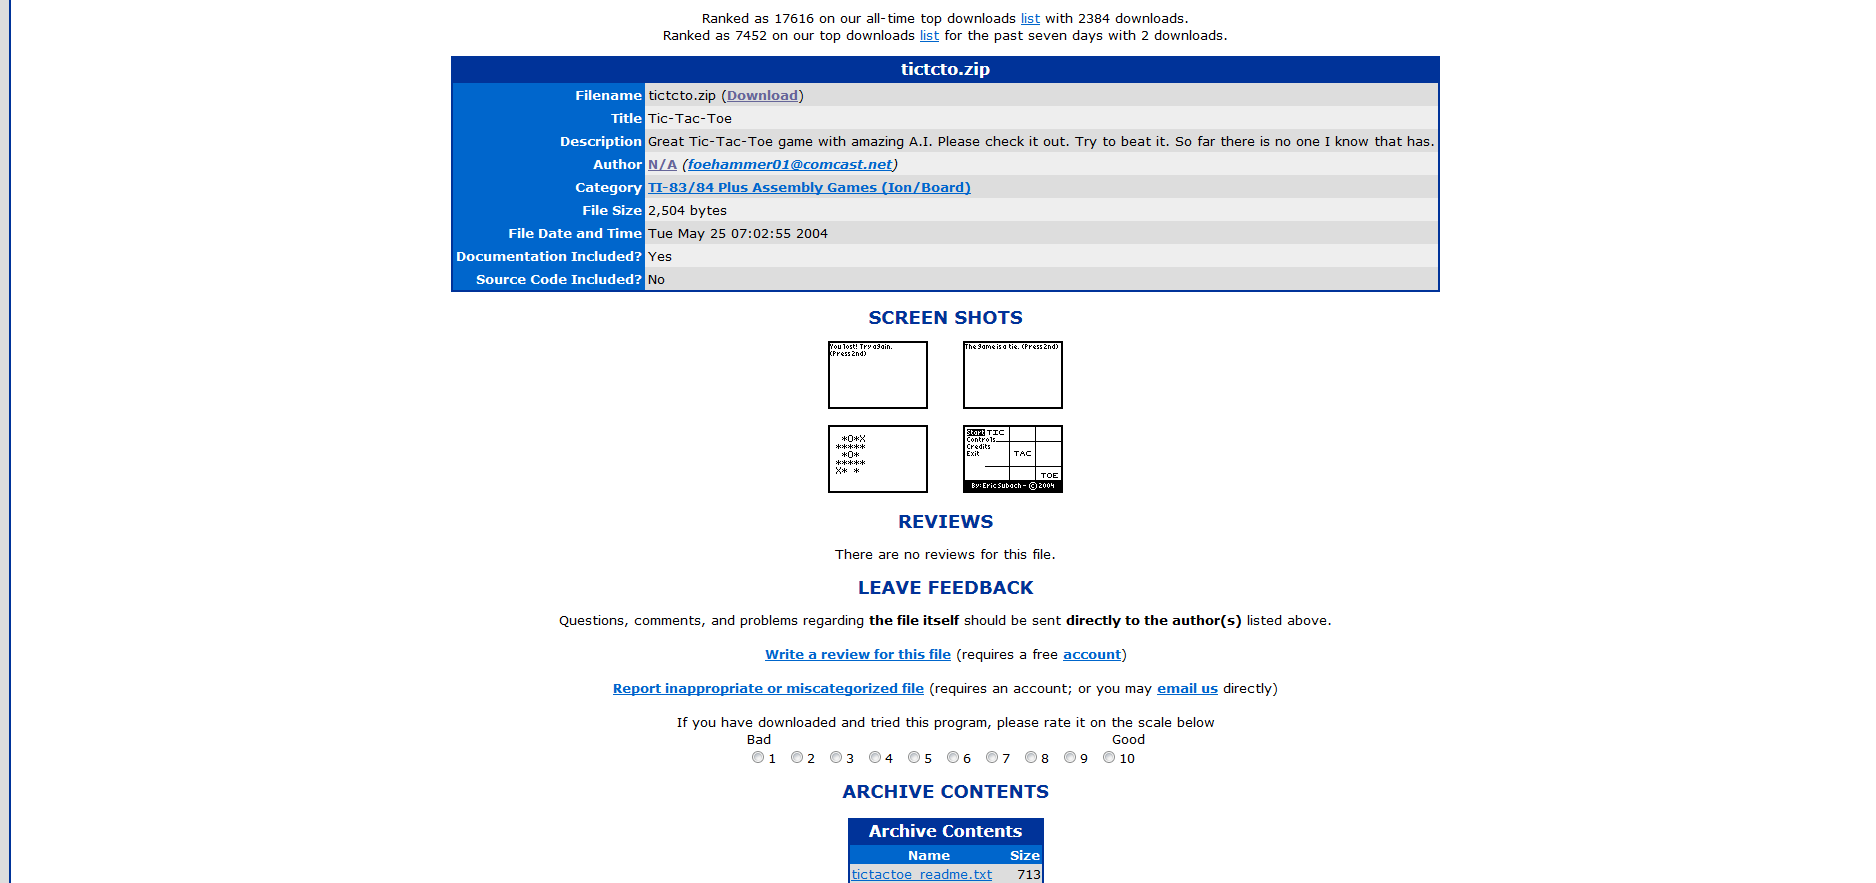 Ranked as 17616 on our all-time top downloads list with 2384 downloads.
Ranked as 7452 on our top downloads list for the past seven days with 2 downloads.
tictcto.zip
Filename tictcto.zip (Download)
Title Tic-Tac-Toe
Description Great Tic-Tac-Toe game with amazing A.I. Please check it out. Try to beat it. So far there is no one I know that has.
Author N/A (foehammer01@comcast.net)
Category TI-83/84 Plus Assembly Games (Ion/Board)
File Size 2,504 bytes
File Date and Time Tue May 25 07:02:55 2004
Documentation Included? Yes
Source Code Included? No
SCREEN SHOTS
You lost! Try again.
(Press 2nd)
The game is a tie. (Press 2nd)
*O*X
*****
*O*
*****
X* *
Start TIC
Controls
Credits
Exit TAC
TOE
By: Eric Subach - ©2004
REVIEWS
There are no reviews for this file.
LEAVE FEEDBACK
Questions, comments, and problems regarding the file itself should be sent directly to the author(s) listed above.
Write a review for this file (requires a free account)
Report inappropriate or miscategorized file (requires an account; or you may email us directly)
If you have downloaded and tried this program, please rate it on the scale below
Bad Good
1 2 3 4 5 6 7 8 9 10
ARCHIVE CONTENTS
Archive Contents
Name Size
tictactoe_readme.txt 713